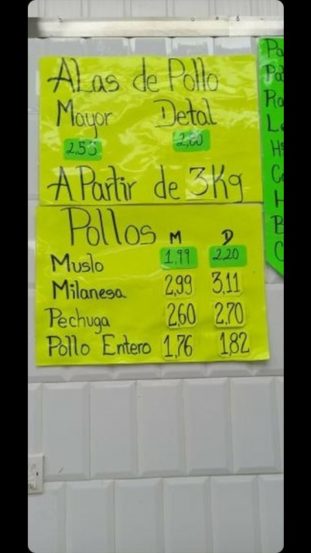 ALas de Pollo
Mayor Detal
2,53 2,60
A Partir de 3Kg
Pollos M D
Muslo 1,99 2,20
Milanesa 2,99 3,11
Pechuga 2,60 2,70
Pollo Entero 1,76 1,82